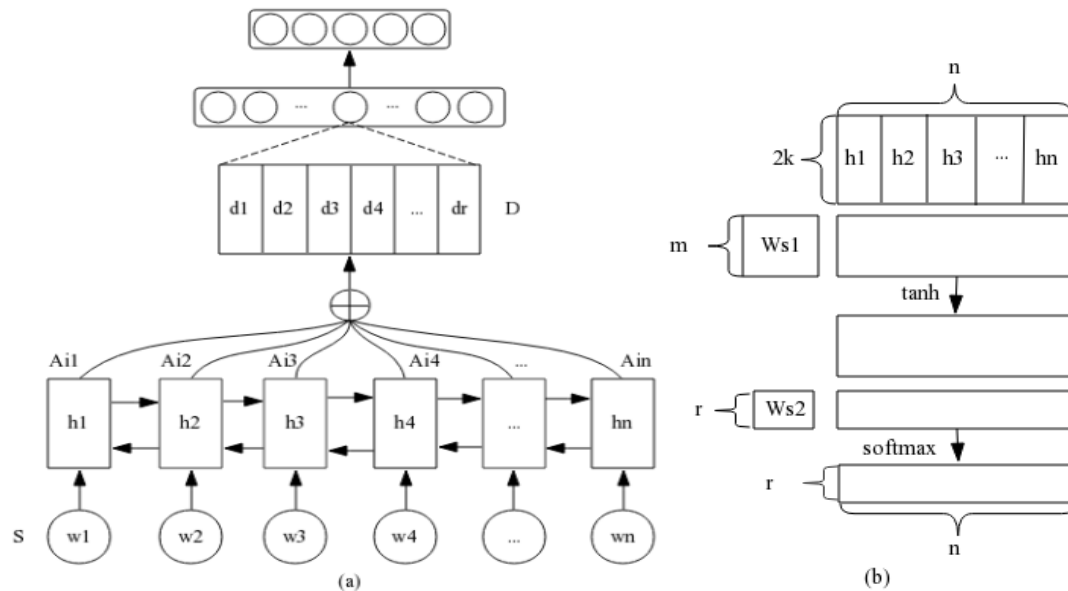 ... ...
d1 d2 d3 d4 ... dr D
Ai1 Ai2 Ai3 Ai4 ... Ain
h1 h2 h3 h4 ... hn
S w1 w2 w3 w4 ... wn
(a)
n
2k h1 h2 h3 ... hn
m Ws1
tanh
r Ws2
softmax
r
n
(b)